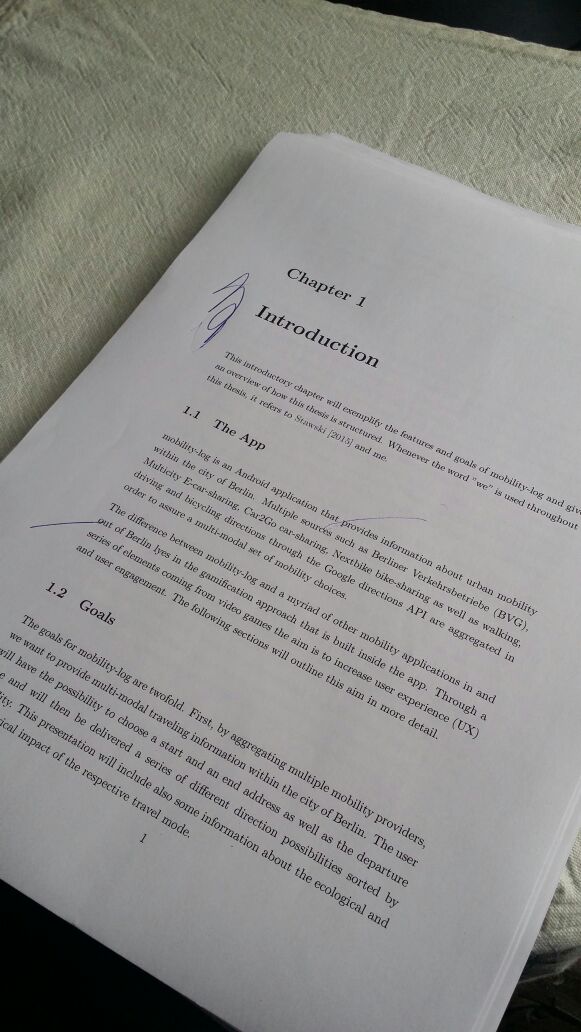 Chapter 1
Introduction
This introductory chapter will exemplify the features and goals of mobility-log and give
an overview of how this thesis is structured. Whenever the word "we" is used throughout
this thesis, it refers to Stawski [2015] and me.
1.1 The App
mobility-log is an Android application that provides information about urban mobility
within the city of Berlin. Multiple sources such as Berliner Verkehrsbetriebe (BVG),
Multicity E-car-sharing, Car2Go car-sharing, Nextbike bike-sharing as well as walking,
driving and bicycling directions through the Google directions API are aggregated in
order to assure a multi-modal set of mobility choices.
The difference between mobility-log and a myriad of other mobility applications in and
out of Berlin lyes in the gamification approach that is built inside the app. Through a
series of elements coming from video games the aim is to increase user experience (UX)
and user engagement. The following sections will outline this aim in more detail.
1.2 Goals
The goals for mobility-log are twofold. First, by aggregating multiple mobility providers,
we want to provide multi-modal traveling information within the city of Berlin. The user
will have the possibility to choose a start and an end address as well as the departure
and will then be delivered a series of different direction possibilities sorted by
This presentation will include also some information about the ecological and
impact of the respective travel mode.
1